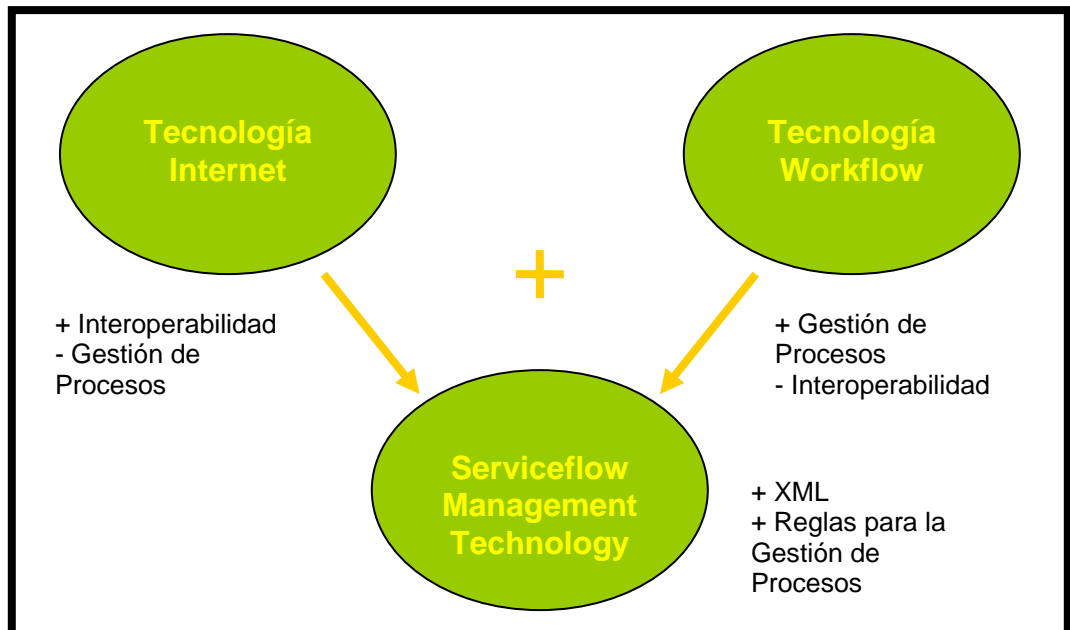 Tecnología
Internet
Tecnología
Workflow
+
+ Interoperabilidad
- Gestión de
Procesos
+ Gestión de
Procesos
- Interoperabilidad
Serviceflow
Management
Technology
+ XML
+ Reglas para la
Gestión de
Procesos